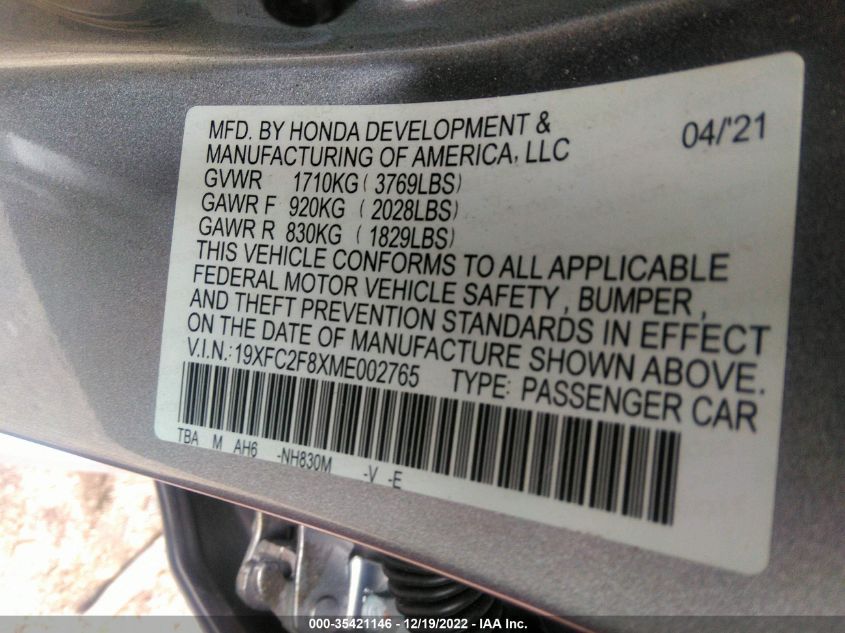 MFD. BY HONDA DEVELOPMENT & 04/'21
MANUFACTURING OF AMERICA, LLC
GVWR 1710KG ( 3769LBS)
GAWR F 920KG ( 2028LBS)
GAWR R 830KG ( 1829LBS)
THIS VEHICLE CONFORMS TO ALL APPLICABLE
FEDERAL MOTOR VEHICLE SAFETY , BUMPER ,
AND THEFT PREVENTION STANDARDS IN EFFECT
ON THE DATE OF MANUFACTURE SHOWN ABOVE.
V.I.N.: 19XFC2F8XME002765 TYPE: PASSENGER CAR
TBA M AH6 -NH830M -V -E
000-35421146 - 12/19/2022 - IAA Inc.